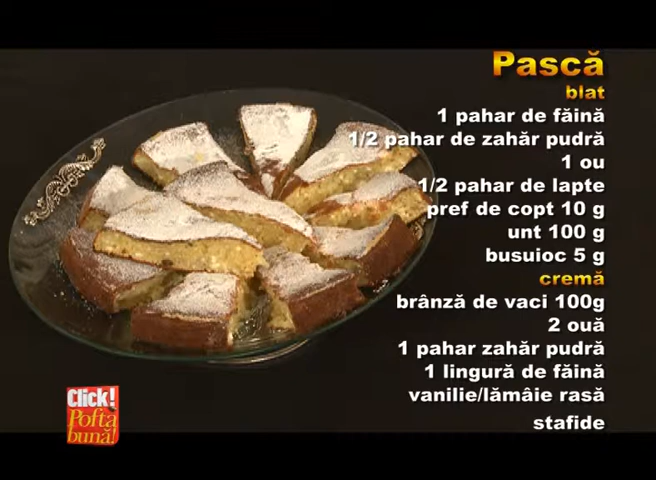 Pască
blat
1 pahar de făină
1/2 pahar de zahăr pudră
1 ou
1/2 pahar de lapte
pref de copt 10 g
unt 100 g
busuioc 5 g
cremă
brânză de vaci 100g
2 ouă
1 pahar zahăr pudră
1 lingură de făină
vanilie/lămâie rasă
stafide
Click!
Pofta
bună!